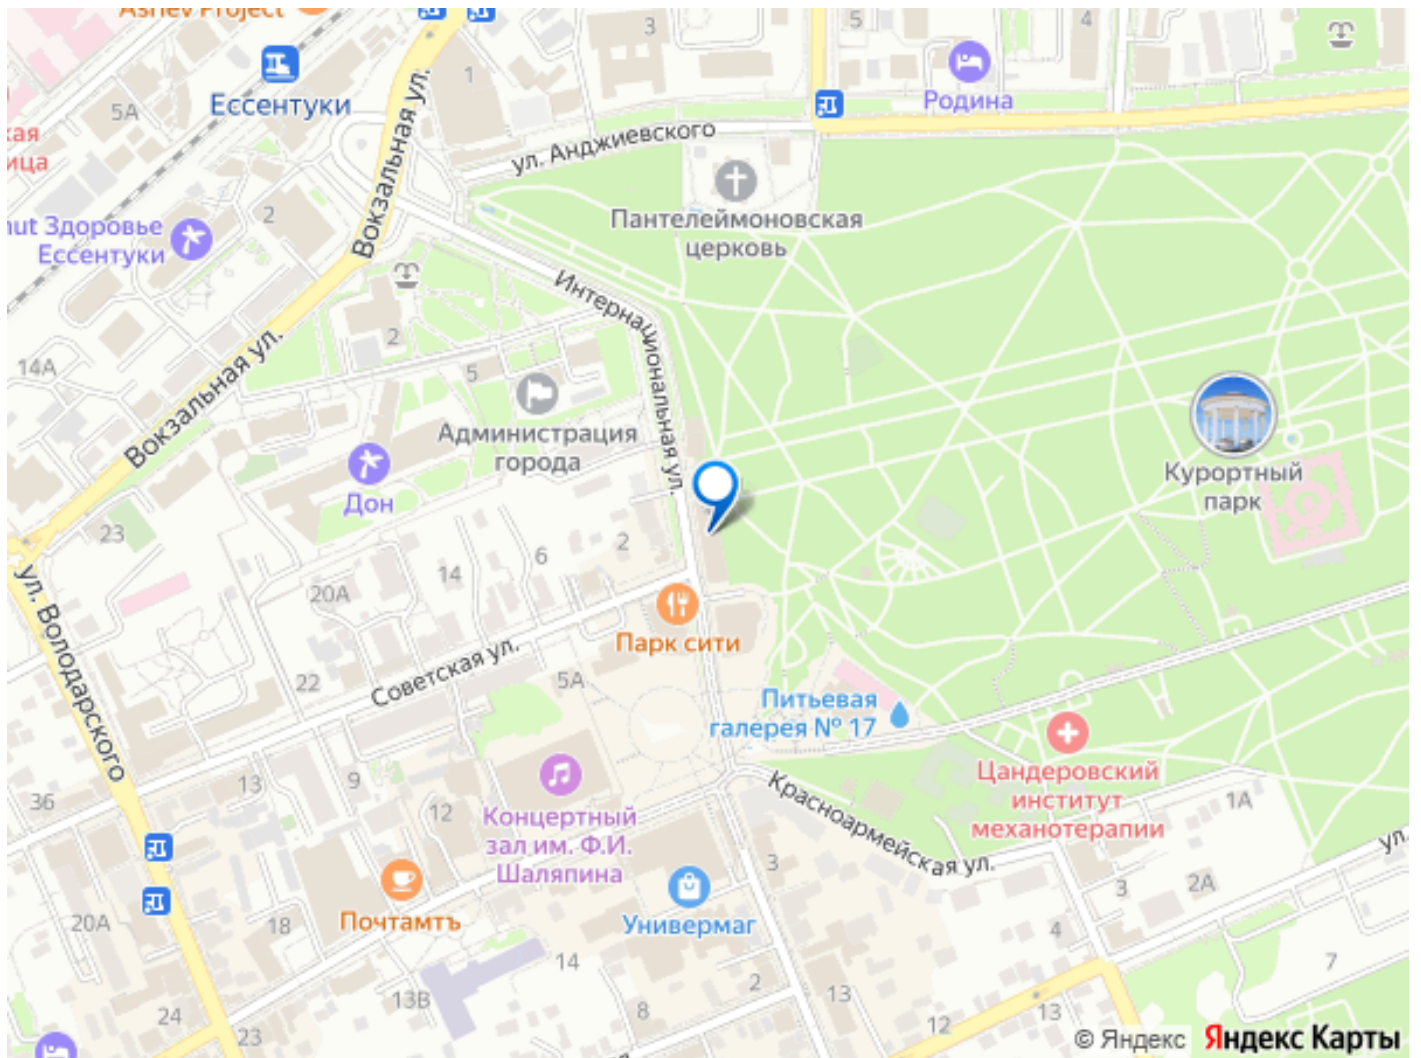 Ashev Project
3
5
4
1
Ессентуки
5А
Родина
ул. Анджиевского
Вокзальная ул.
Пантелеймоновская
церковь
2
Здоровье
Ессентуки
Интернациональная ул.
2
14А
5
Вокзальная ул.
Администрация
города
Курортный
парк
Дон
23
2
6
14
20А
ул. Володарского
Парк сити
Советская ул.
5А
22
Питьевая
галерея № 17
Цандеровский
институт
механотерапии
13
9
36
12
Концертный
зал им. Ф.И.
Шаляпина
Красноармейская ул.
1А
ул.
3
3
2А
Почтамтъ
Универмаг
20А
18
4
14
7
2
13В
13
8
12
13
24
23
© Яндекс Яндекс Карты